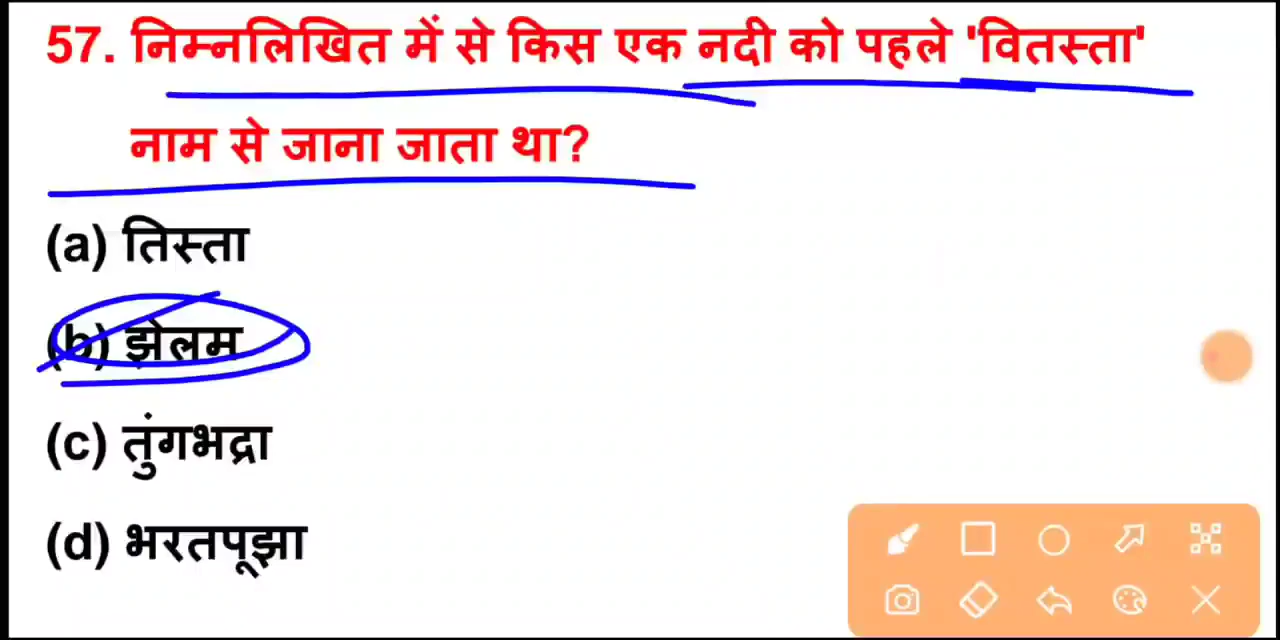 57. निम्नलिखित में से किस एक नदी को पहले 'वितस्ता'
नाम से जाना जाता था?
(a) तिस्ता
(b) झेलम
(c) तुंगभद्रा
(d) भरतपूझा